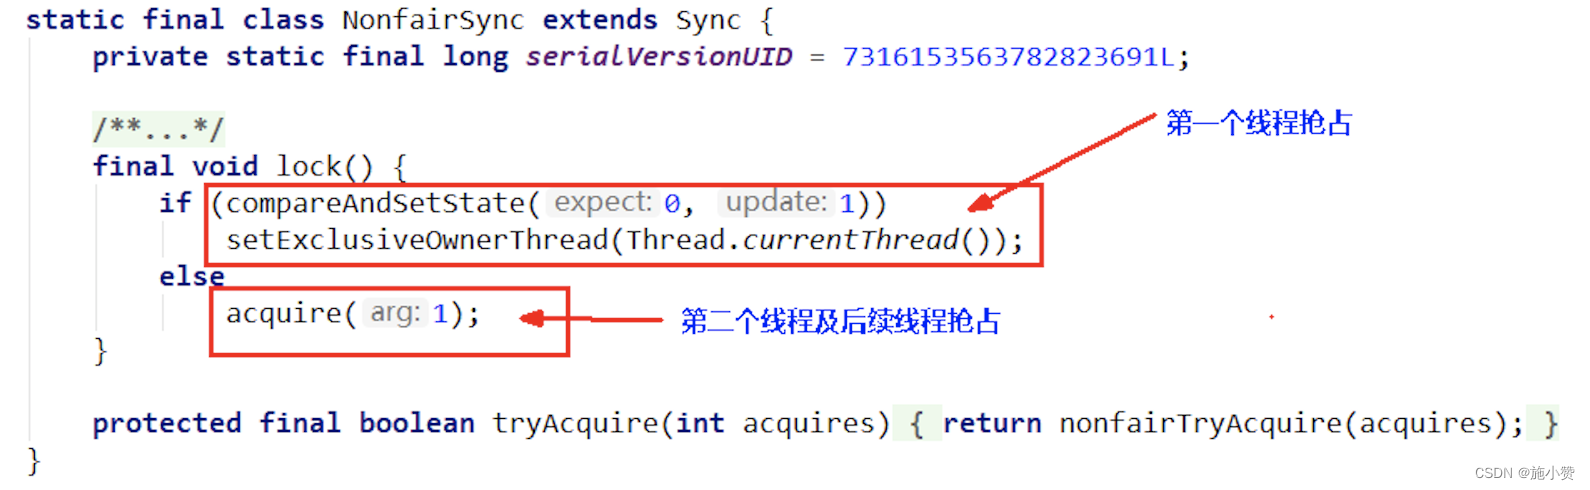 static final class NonfairSync extends Sync {
private static final long serialVersionUID = 7316153563782823691L;
/**...*/
第一个线程抢占
final void lock() {
if (compareAndSetState( expect: 0, update: 1))
setExclusiveOwnerThread(Thread.currentThread());
else
acquire( arg: 1);
第二个线程及后续线程抢占
}
protected final boolean tryAcquire(int acquires) { return nonfairTryAcquire(acquires); }
}
CSDN @施小赞